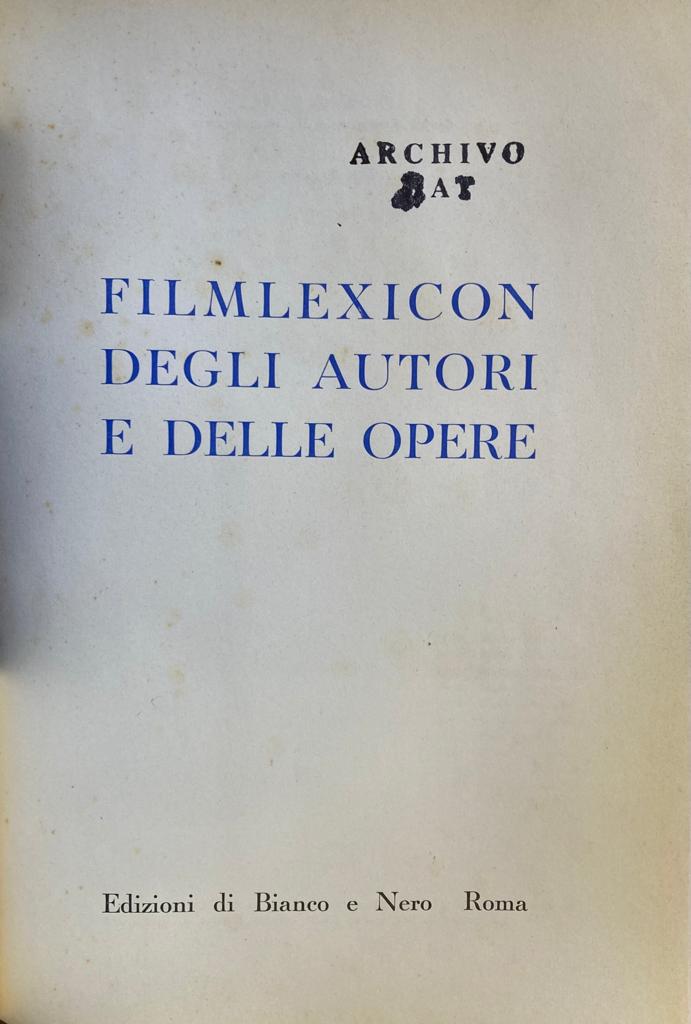 ARCHIVO
FILMLEXICON
DEGLI AUTORI
E DELLE OPERE
Edizioni di Bianco e Nero Roma